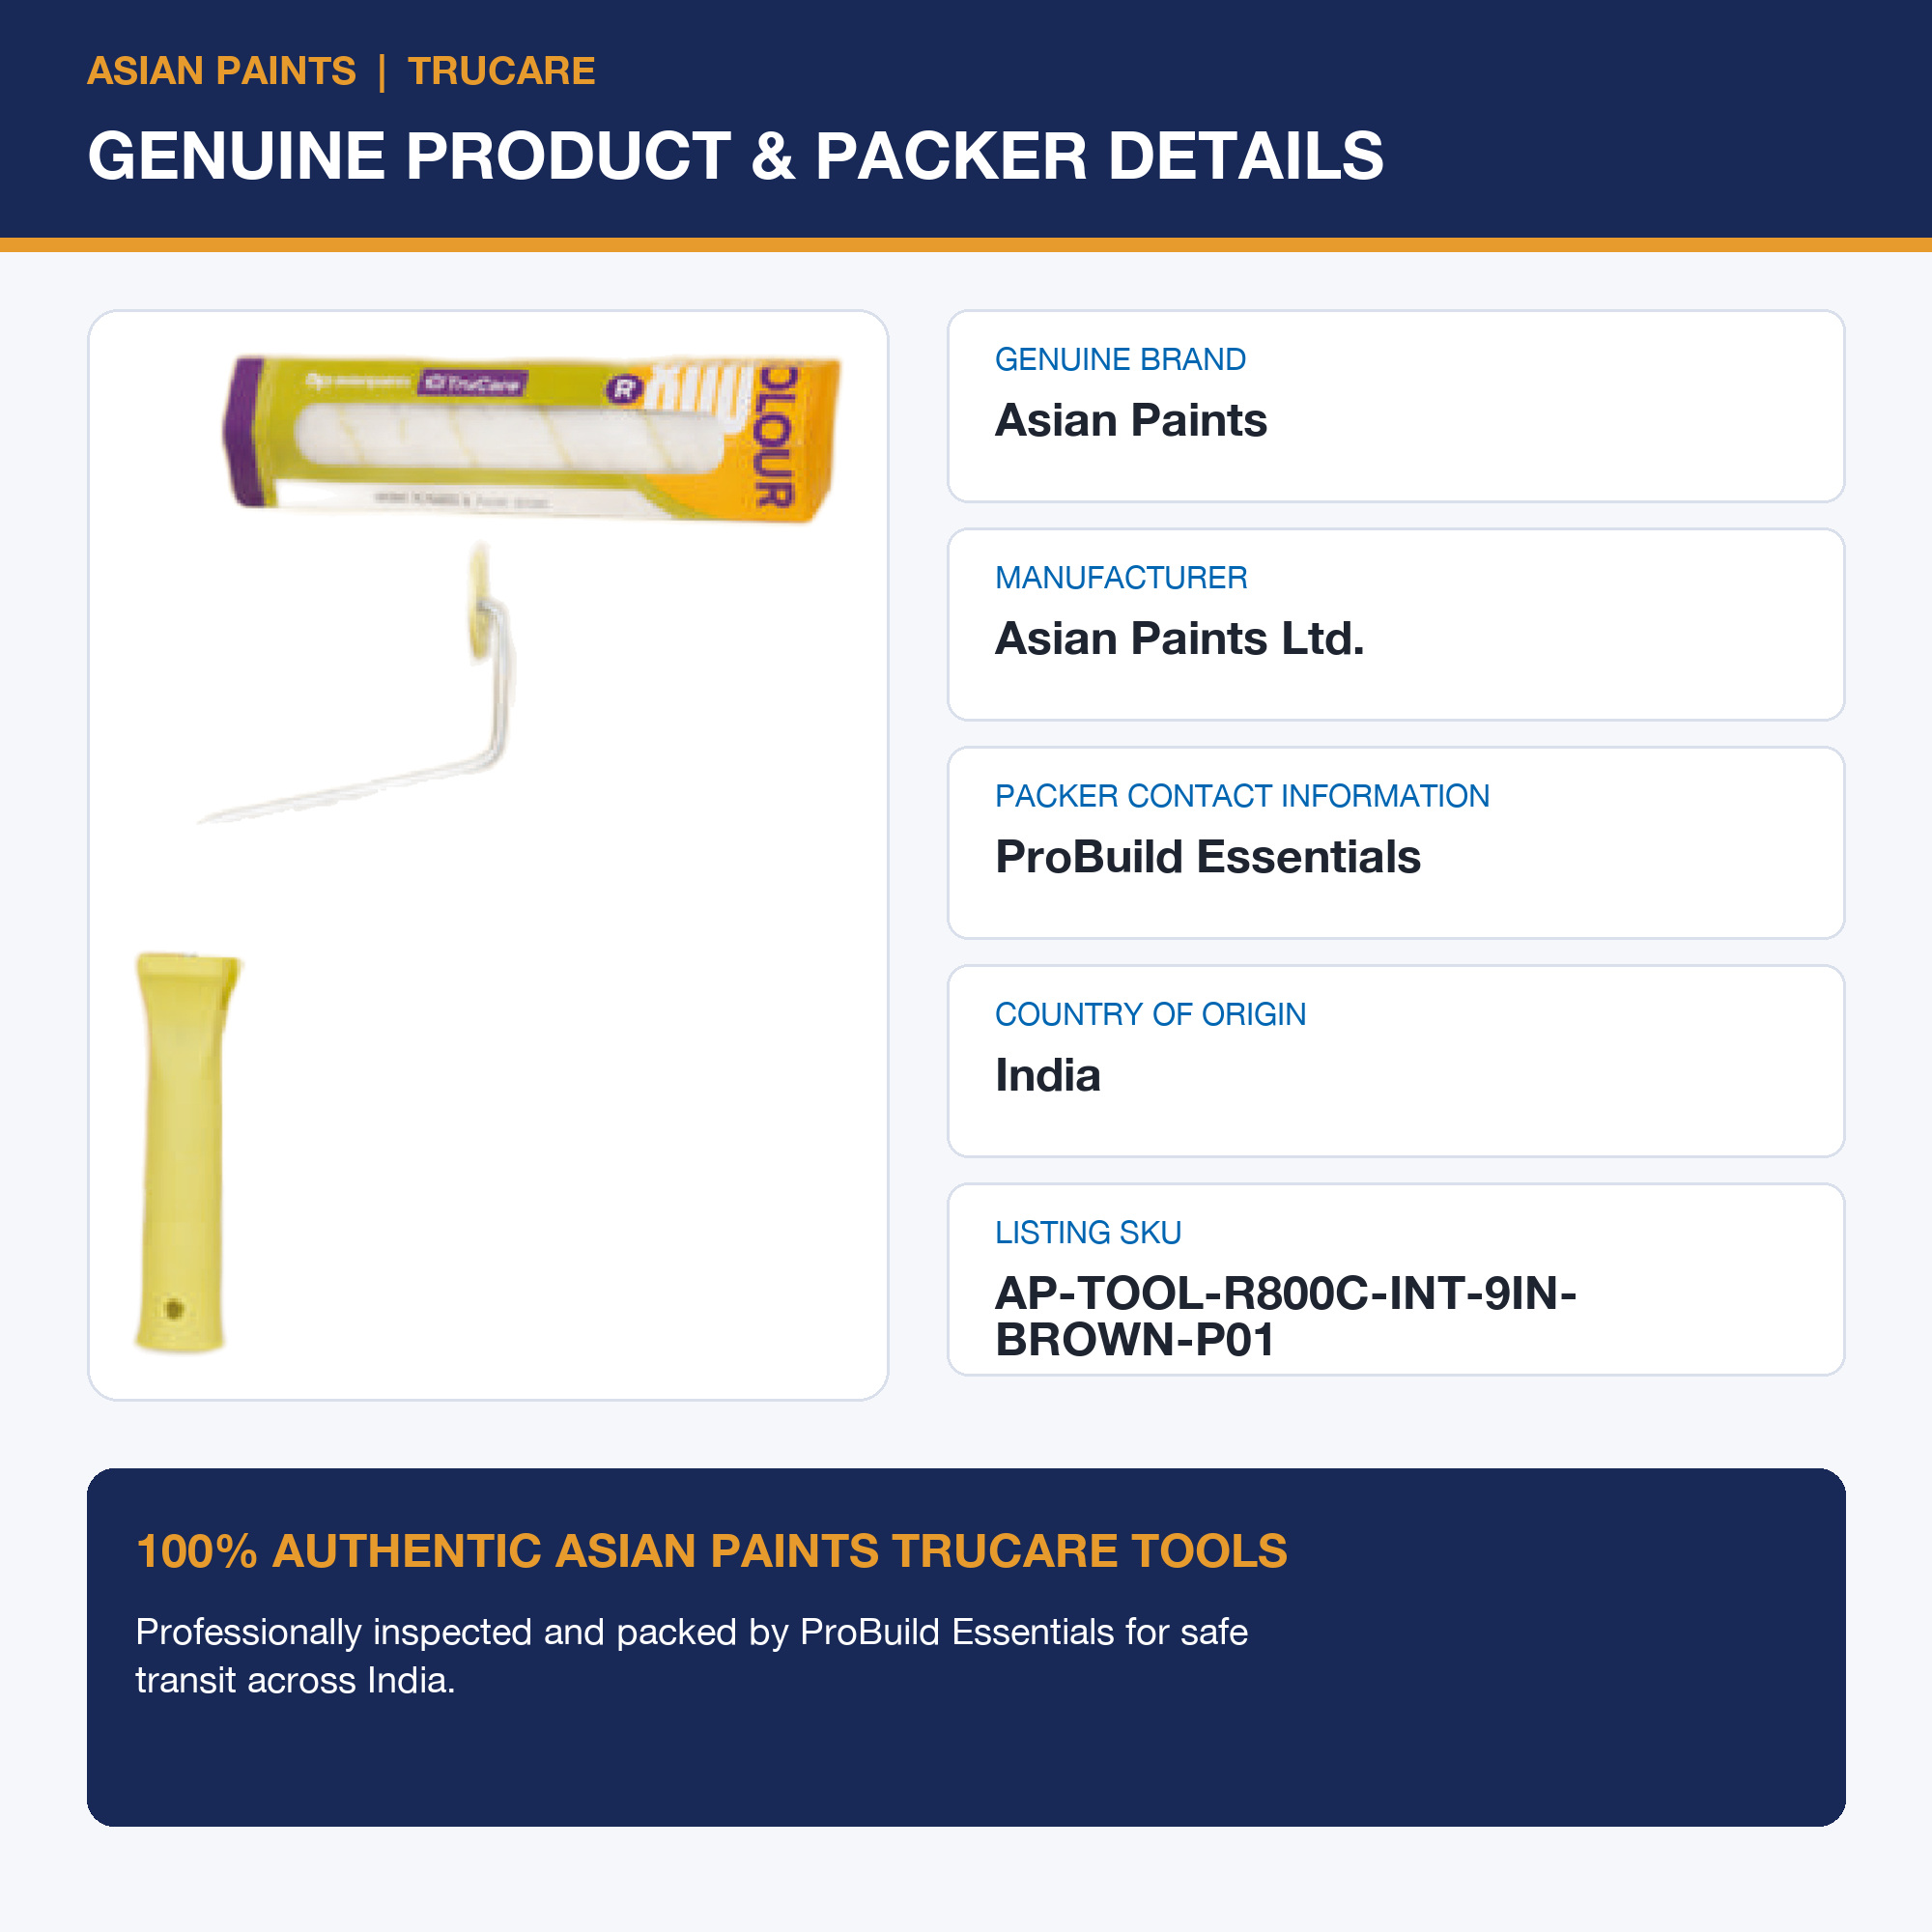 ASIAN PAINTS | TRUCARE
GENUINE PRODUCT & PACKER DETAILS
TruCare
R
OLOUR
GENUINE BRAND
Asian Paints
MANUFACTURER
Asian Paints Ltd.
PACKER CONTACT INFORMATION
ProBuild Essentials
COUNTRY OF ORIGIN
India
LISTING SKU
AP-TOOL-R800C-INT-9IN-
BROWN-P01
100% AUTHENTIC ASIAN PAINTS TRUCARE TOOLS
Professionally inspected and packed by ProBuild Essentials for safe
transit across India.